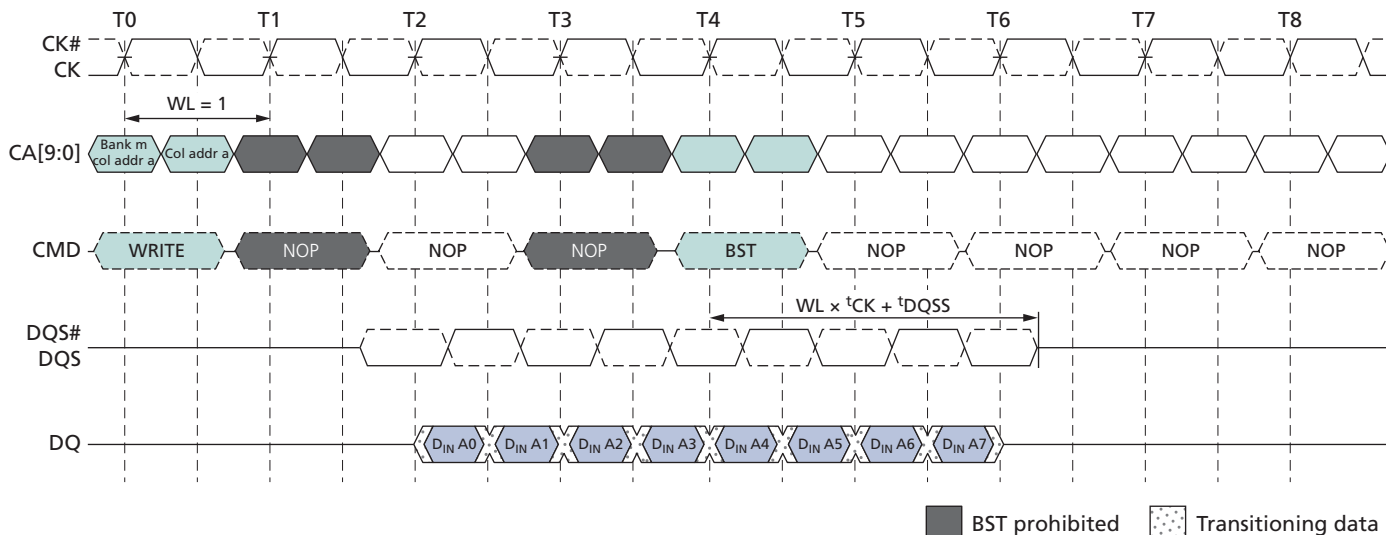 T0 T1 T2 T3 T4 T5 T6 T7 T8
CK#
CK
WL = 1
CA[9:0]
Bank m
col addr a
Col addr a
CMD
WRITE NOP NOP NOP BST NOP NOP NOP NOP
WL × tCK + tDQSS
DQS#
DQS
DQ
DIN A0 DIN A1 DIN A2 DIN A3 DIN A4 DIN A5 DIN A6 DIN A7
BST prohibited Transitioning data